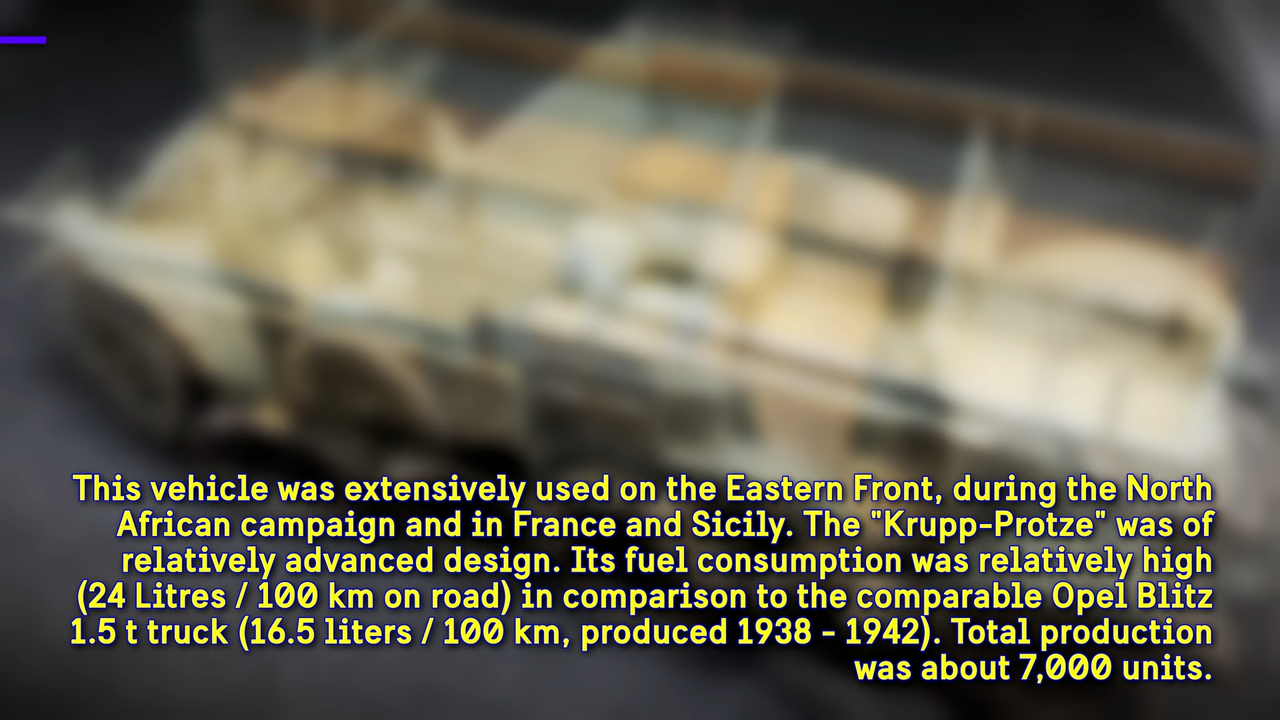 This vehicle was extensively used on the Eastern Front, during the North
African campaign and in France and Sicily. The "Krupp-Protze" was of
relatively advanced design. Its fuel consumption was relatively high
(24 Litres / 100 km on road) in comparison to the comparable Opel Blitz
1.5 t truck (16.5 liters / 100 km, produced 1938 - 1942). Total production
was about 7,000 units.